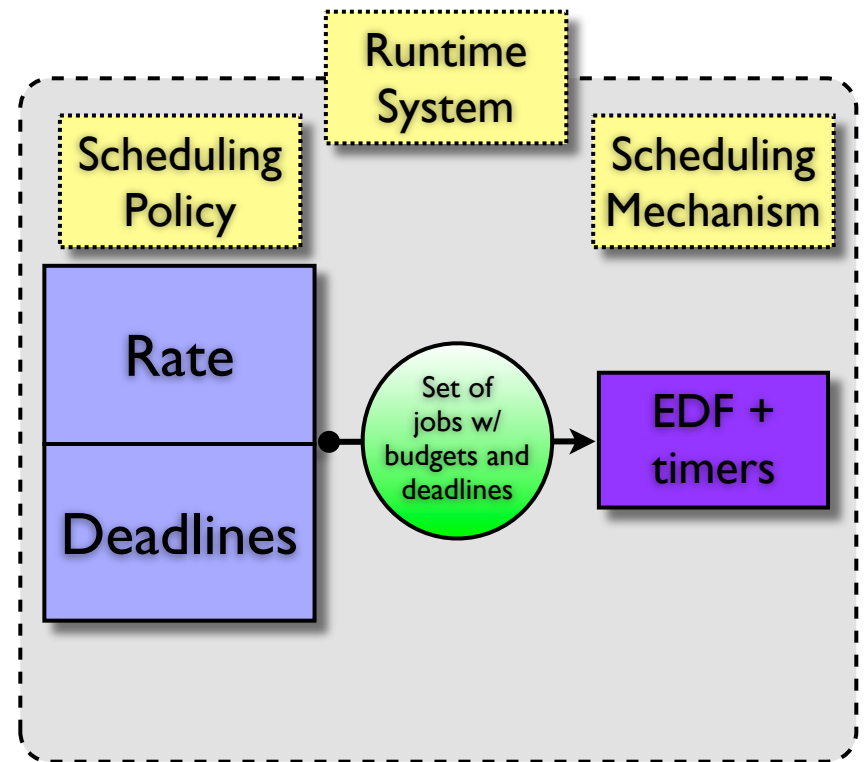 Runtime
System
Scheduling
Policy
Scheduling
Mechanism
Rate
Deadlines
Set of
jobs w/
budgets and
deadlines
EDF +
timers